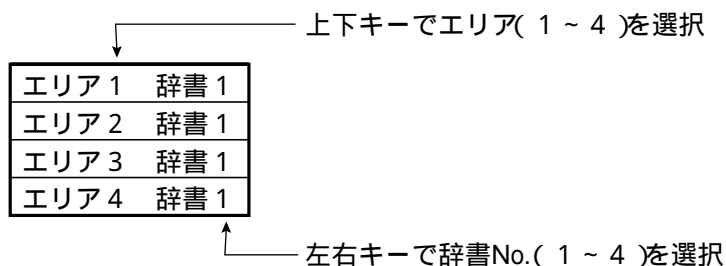 上下キーでエリア( 1 ~ 4 )を選択
エリア1 辞書1
エリア2 辞書1
エリア3 辞書1
エリア4 辞書1
左右キーで辞書No.( 1 ~ 4 )を選択